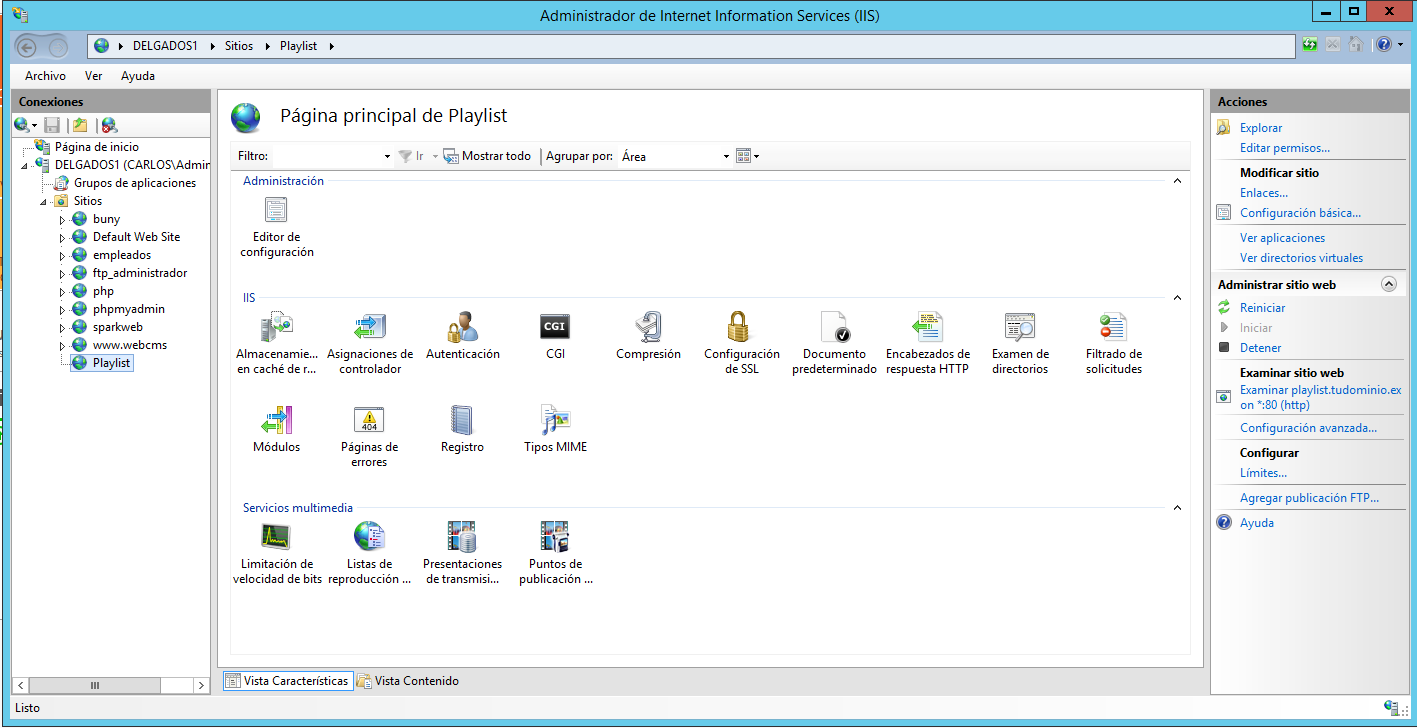 Administrador de Internet Information Services (IIS)
DELGADOS1 Sitios Playlist
Archivo Ver Ayuda
Conexiones
Página de inicio
DELGADOS1 (CARLOS\Admin
Grupos de aplicaciones
Sitios
buny
Default Web Site
empleados
ftp_administrador
php
phpmyadmin
sparkweb
www.webcms
Playlist
Página principal de Playlist
Filtro: Ir Mostrar todo Agrupar por: Área
Administración
Editor de
configuración
IIS
Almacenamie... Asignaciones de Autenticación CGI Compresión Configuración Documento Encabezados de Examen de Filtrado de
en caché de r... controlador de SSL predeterminado respuesta HTTP directorios solicitudes
CGI
404
Módulos Páginas de Registro Tipos MIME
errores
Servicios multimedia
Limitación de Listas de Presentaciones Puntos de
velocidad de bits reproducción ... de transmisi... publicación ...
Vista Características Vista Contenido
Acciones
Explorar
Editar permisos...
Modificar sitio
Enlaces...
Configuración básica...
Ver aplicaciones
Ver directorios virtuales
Administrar sitio web
Reiniciar
Iniciar
Detener
Examinar sitio web
Examinar playlist.tudominio.ex
on *:80 (http)
Configuración avanzada...
Configurar
Límites...
Agregar publicación FTP...
Ayuda
Listo